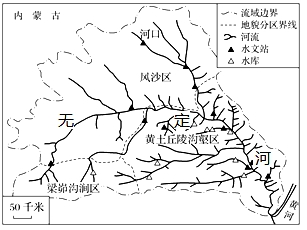 内 蒙 古
河口
风沙区
无 定 河
黄土丘陵沟壑区
梁峁沟涧区
黄河
50 千米
流域边界
地貌分区界线
河流
水文站
水库